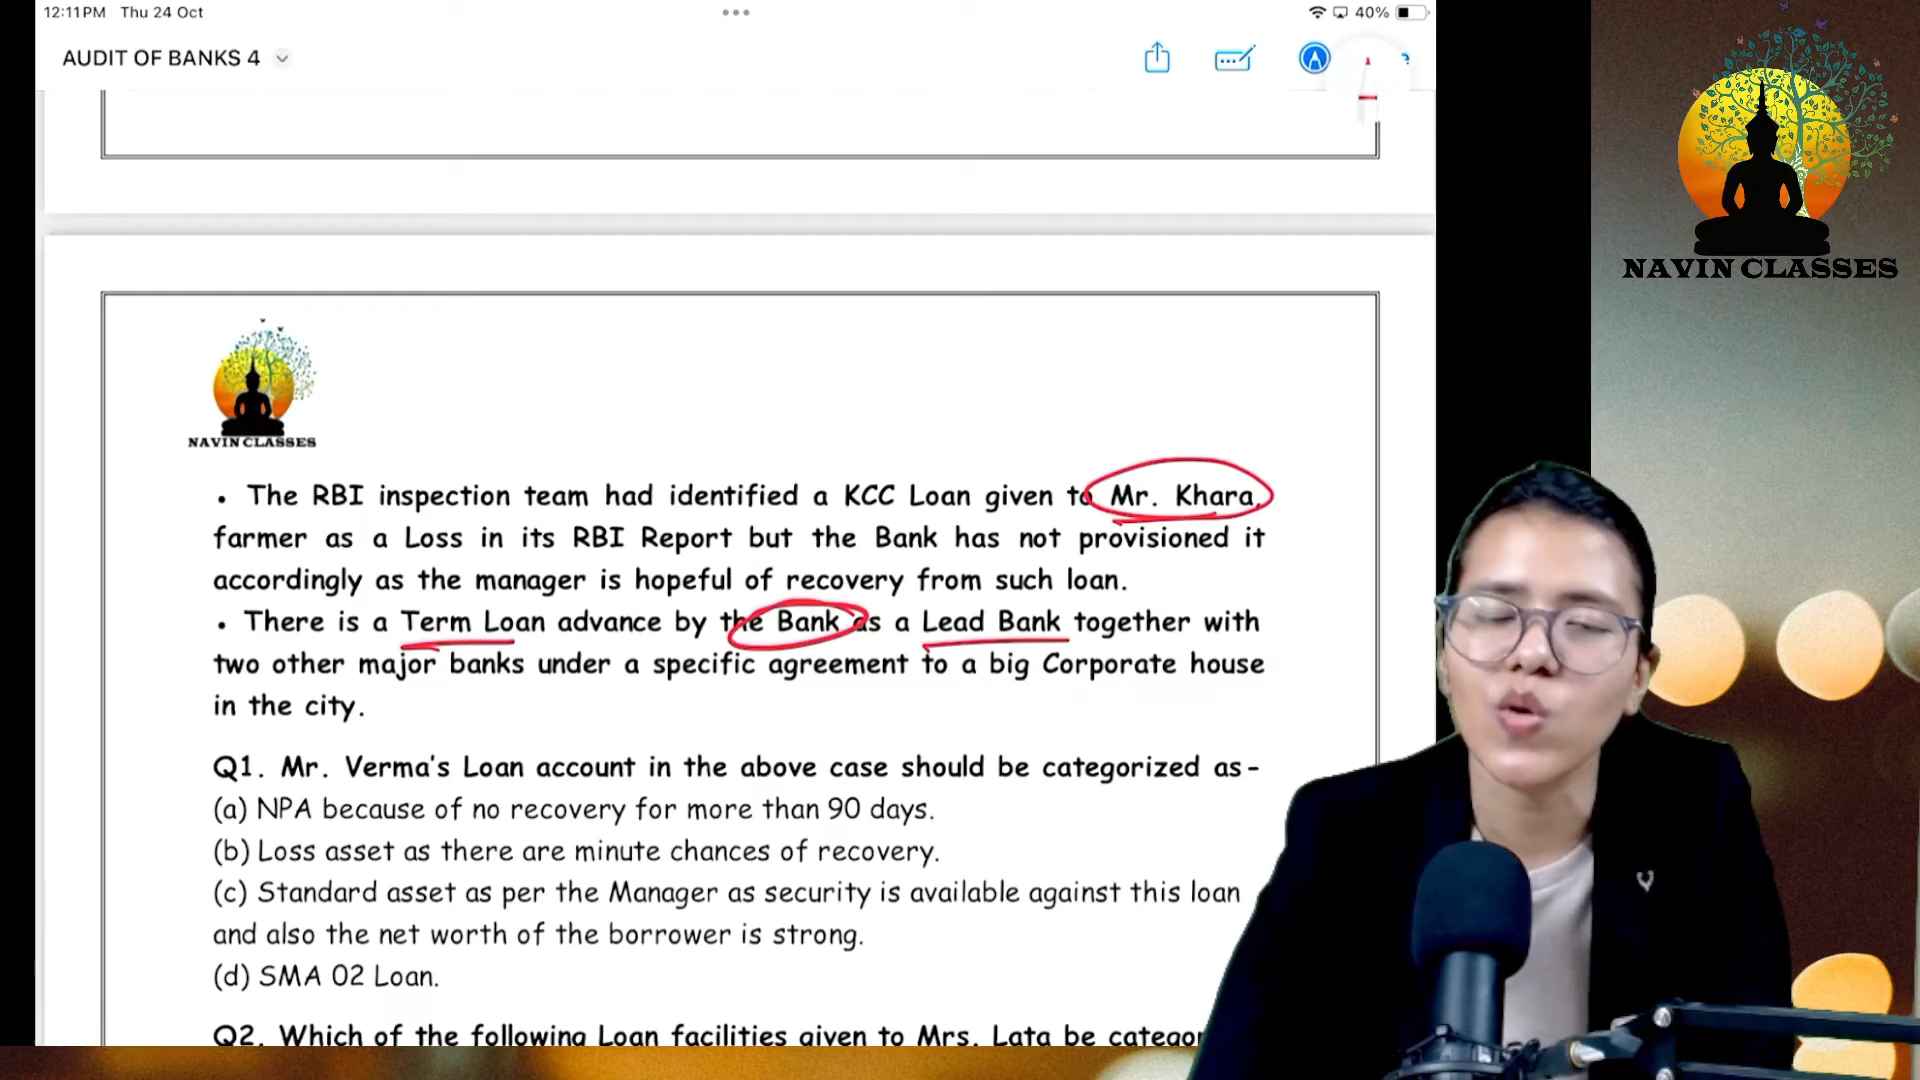 12:11 PM Thu 24 Oct
40%
AUDIT OF BANKS 4
NAVIN CLASSES
NAVIN CLASSES
• The RBI inspection team had identified a KCC Loan given to Mr. Khara,
farmer as a Loss in its RBI Report but the Bank has not provisioned it
accordingly as the manager is hopeful of recovery from such loan.
• There is a Term Loan advance by the Bank as a Lead Bank together with
two other major banks under a specific agreement to a big Corporate house
in the city.
Q1. Mr. Verma's Loan account in the above case should be categorized as-
(a) NPA because of no recovery for more than 90 days.
(b) Loss asset as there are minute chances of recovery.
(c) Standard asset as per the Manager as security is available against this loan
and also the net worth of the borrower is strong.
(d) SMA 02 Loan.
Q2. Which of the following Loan facilities given to Mrs. Lata be